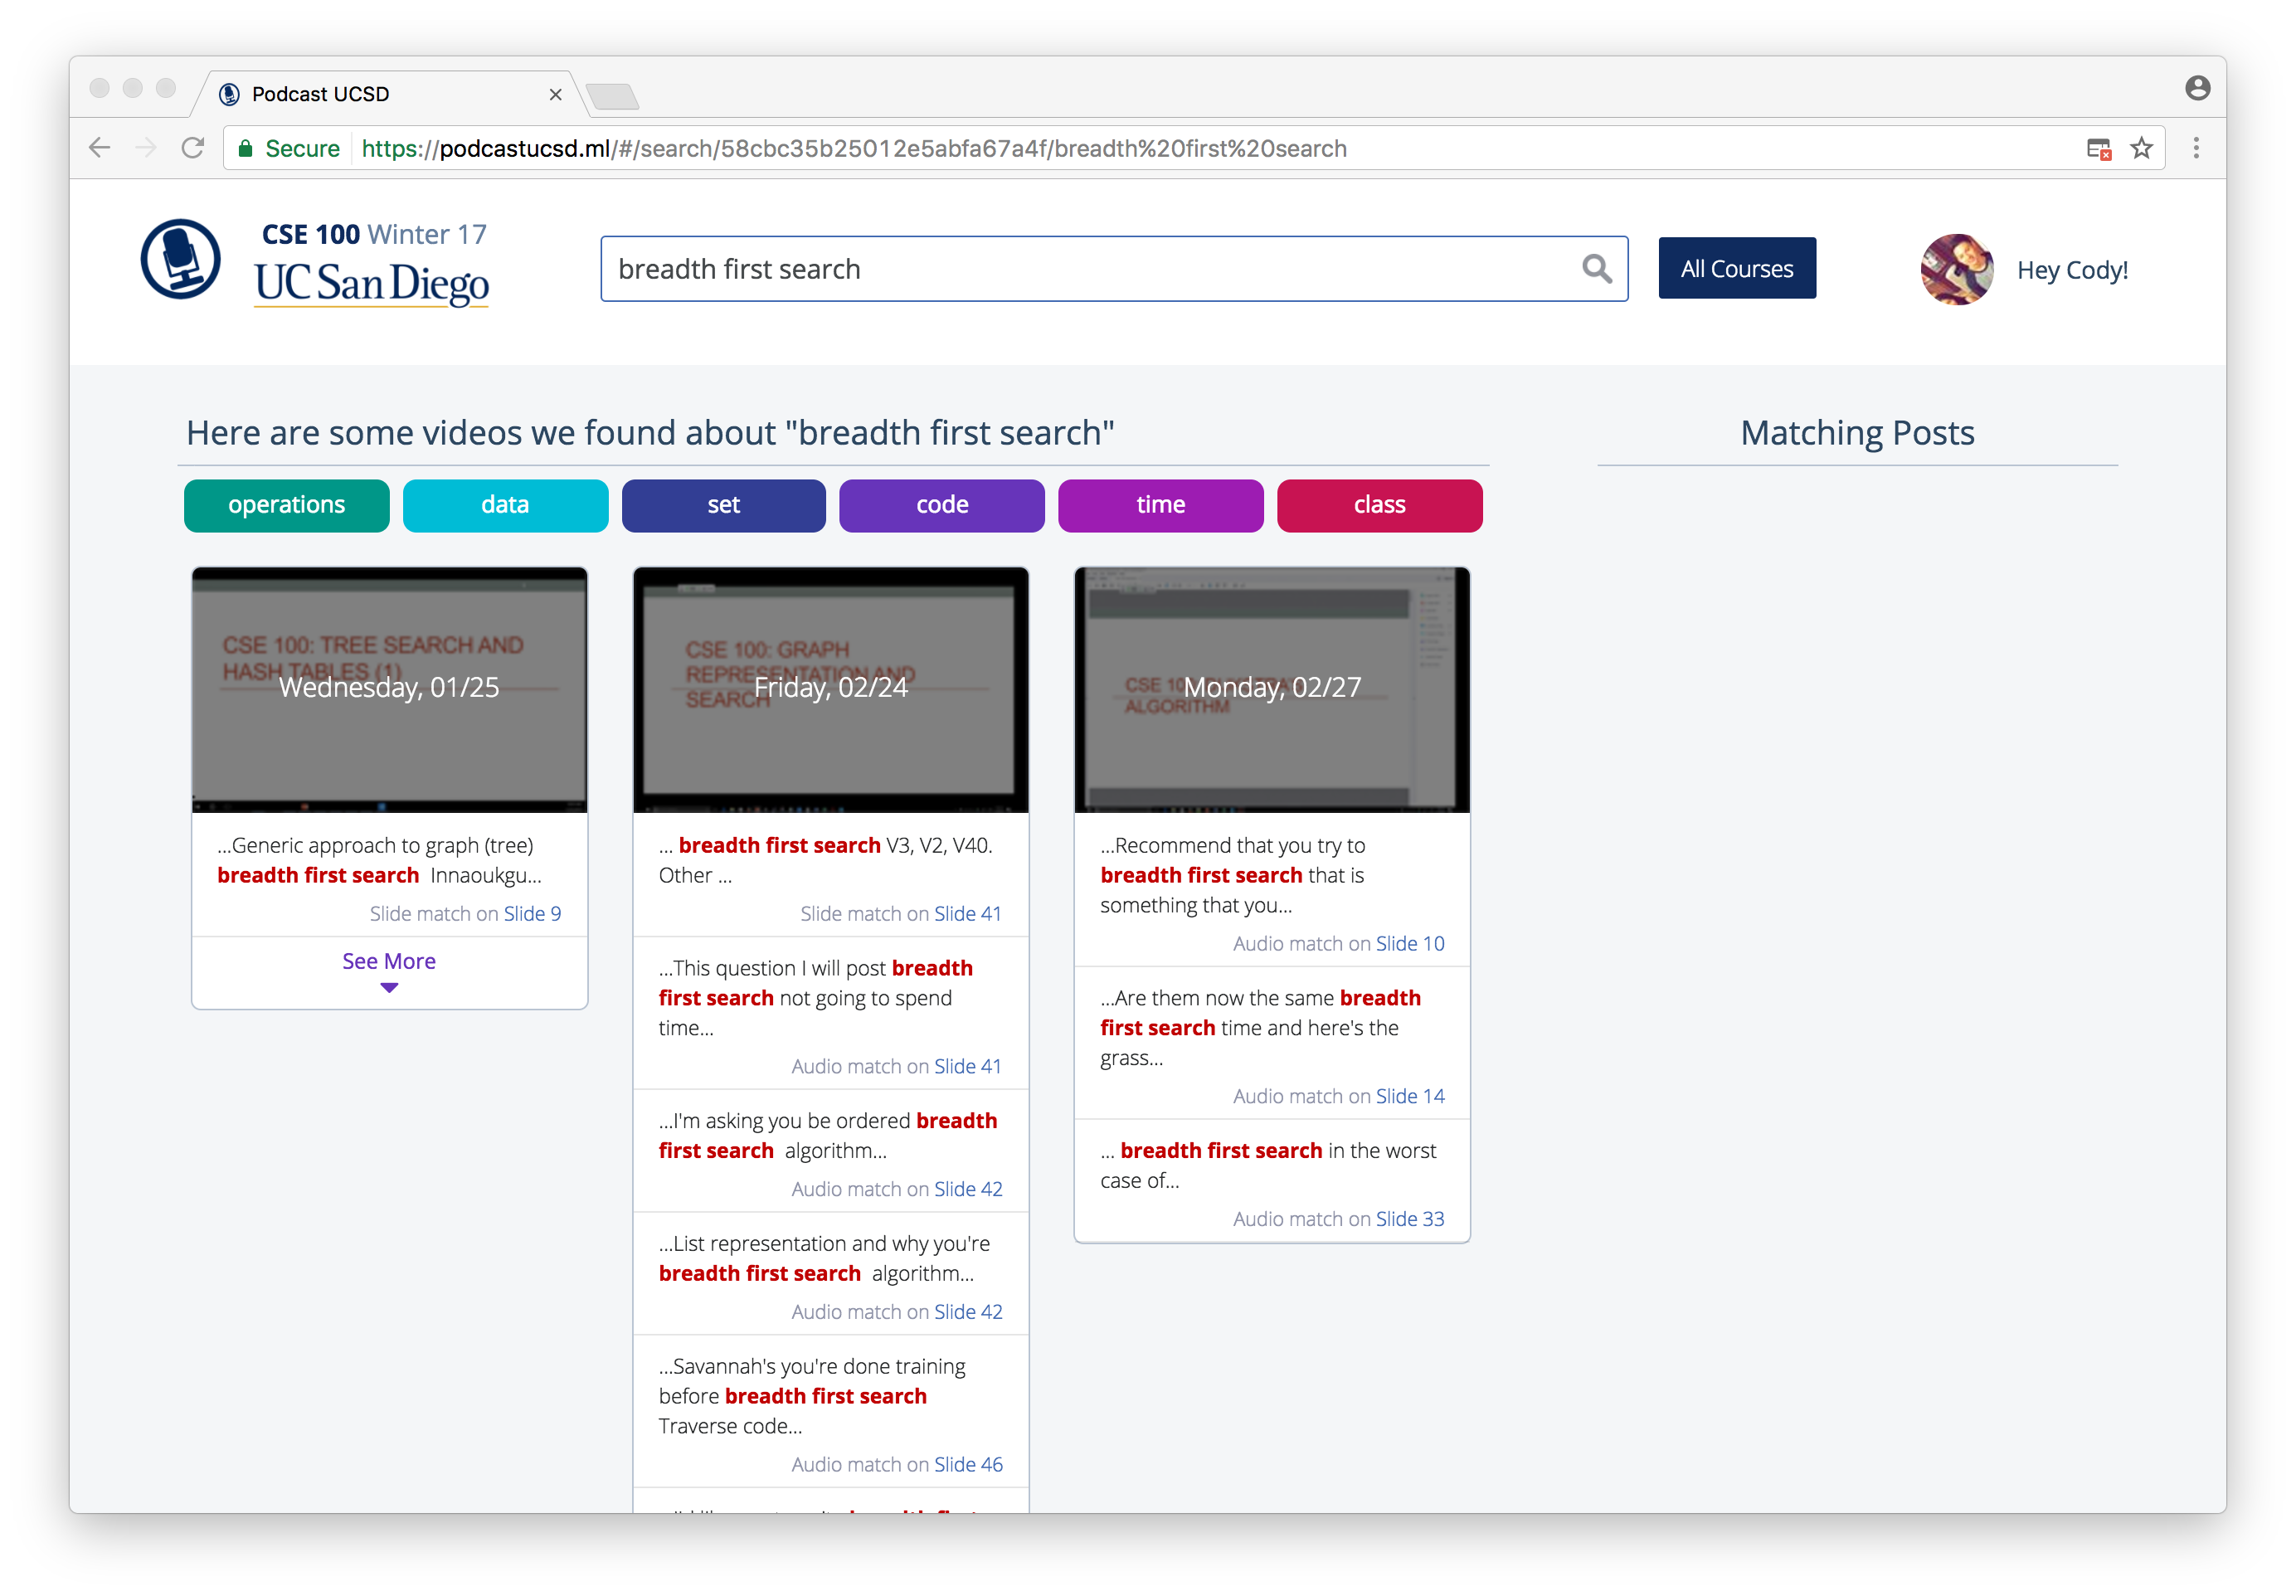 Podcast UCSD
Secure https://podcastucsd.ml/#/search/58cbc35b25012e5abfa67a4f/breadth%20first%20search
CSE 100 Winter 17
UC San Diego
breadth first search
All Courses
Hey Cody!
Here are some videos we found about "breadth first search"
Matching Posts
operations
data
set
code
time
class
CSE 100: TREE SEARCH AND
HASH TABLES (1)
Wednesday, 01/25
...Generic approach to graph (tree)
breadth first search Innaoukgu...
Slide match on Slide 9
See More
CSE 100: GRAPH
REPRESENTATION AND
SEARCH
Friday, 02/24
... breadth first search V3, V2, V40.
Other ...
Slide match on Slide 41
...This question I will post breadth
first search not going to spend
time...
Audio match on Slide 41
...I'm asking you be ordered breadth
first search algorithm...
Audio match on Slide 42
...List representation and why you're
breadth first search algorithm...
Audio match on Slide 42
...Savannah's you're done training
before breadth first search
Traverse code...
Audio match on Slide 46
breadth first
CSE
ALGORITHM
Monday, 02/27
...Recommend that you try to
breadth first search that is
something that you...
Audio match on Slide 10
...Are them now the same breadth
first search time and here's the
grass...
Audio match on Slide 14
... breadth first search in the worst
case of...
Audio match on Slide 33